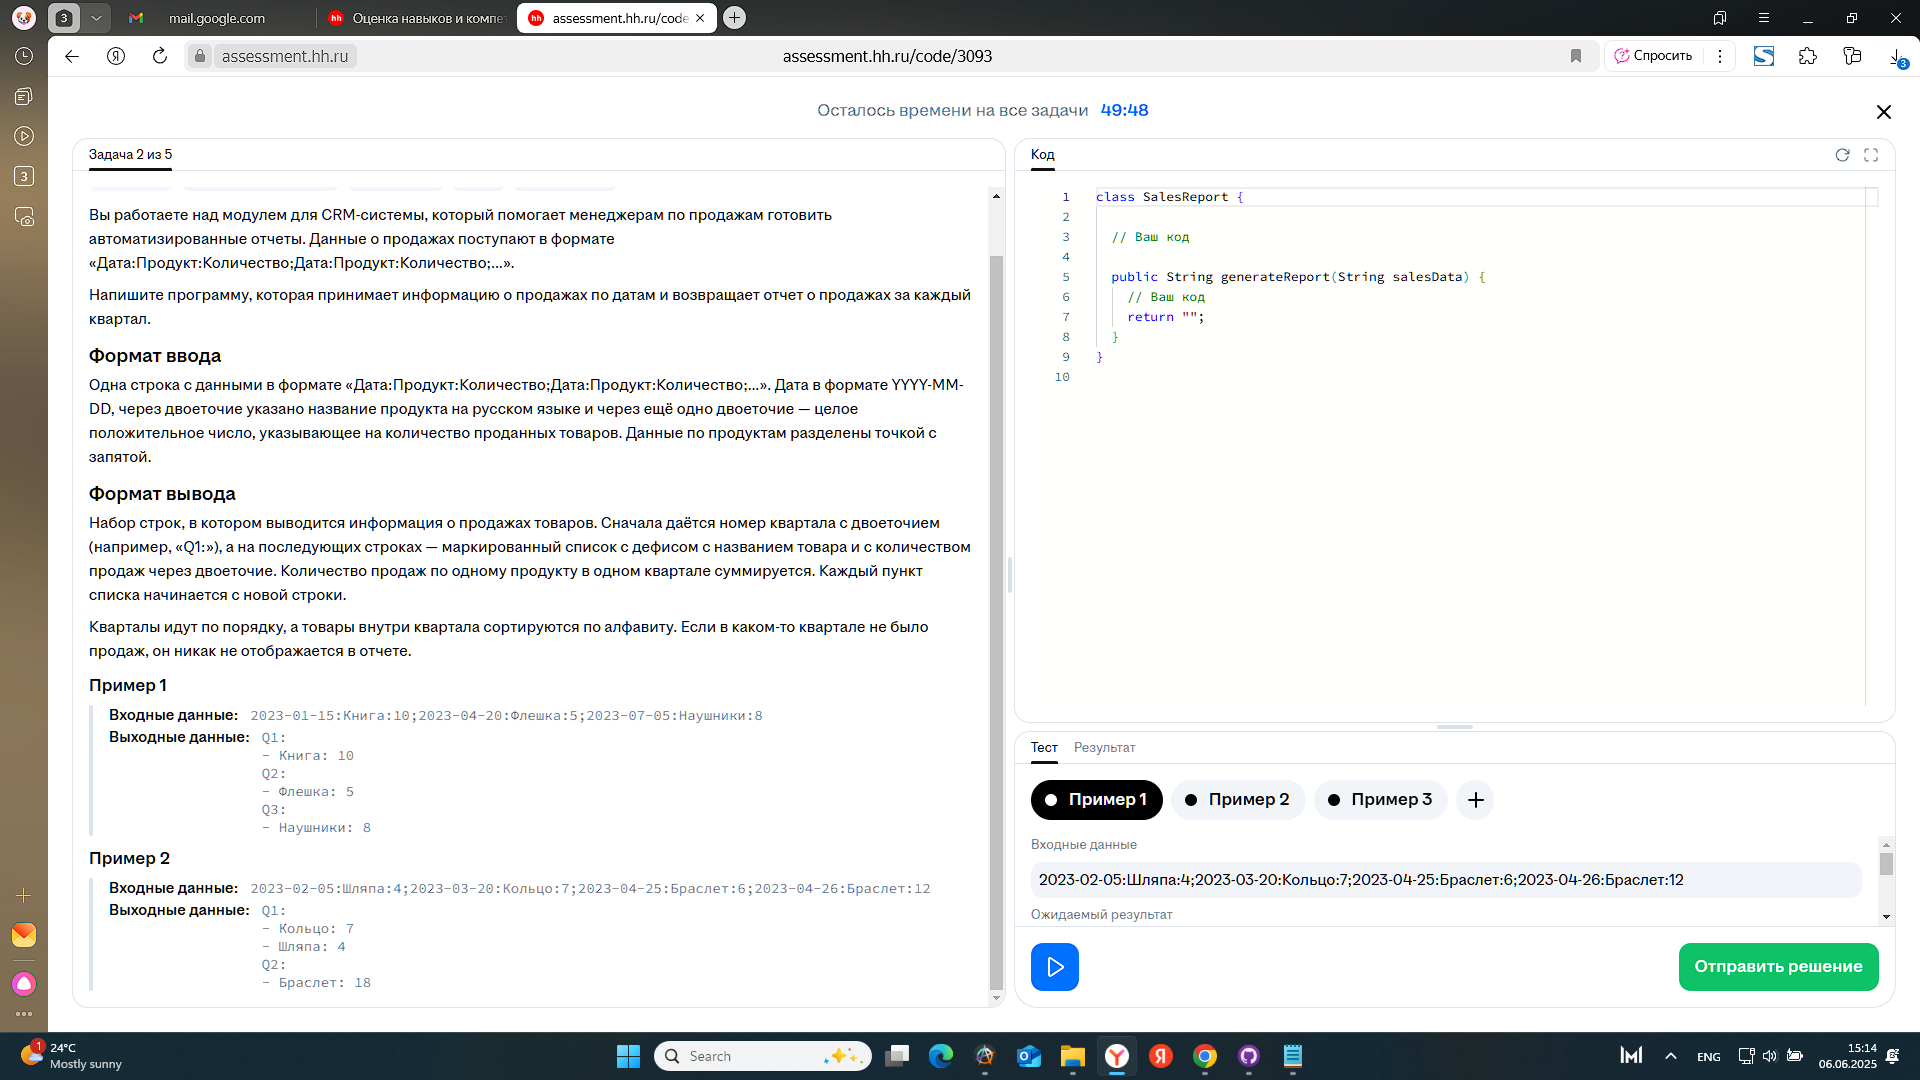 3
mail.google.com
Оценка навыков и компе
assessment.hh.ru/code
assessment.hh.ru
assessment.hh.ru/code/3093
Спросить
3
3
Осталось времени на все задачи 49:48
Задача 2 из 5
Вы работаете над модулем для CRM-системы, который помогает менеджерам по продажам готовить
автоматизированные отчеты. Данные о продажах поступают в формате
«Дата:Продукт:Количество;Дата:Продукт:Количество;...».
Напишите программу, которая принимает информацию о продажах по датам и возвращает отчет о продажах за каждый
квартал.
Формат ввода
Одна строка с данными в формате «Дата:Продукт:Количество;Дата:Продукт:Количество;...». Дата в формате YYYY-MM-
DD, через двоеточие указано название продукта на русском языке и через ещё одно двоеточие — целое
положительное число, указывающее на количество проданных товаров. Данные по продуктам разделены точкой с
запятой.
Формат вывода
Набор строк, в котором выводится информация о продажах товаров. Сначала даётся номер квартала с двоеточием
(например, «Q1:»), а на последующих строках — маркированный список с дефисом с названием товара и с количеством
продаж через двоеточие. Количество продаж по одному продукту в одном квартале суммируется. Каждый пункт
списка начинается с новой строки.
Кварталы идут по порядку, а товары внутри квартала сортируются по алфавиту. Если в каком-то квартале не было
продаж, он никак не отображается в отчете.
Пример 1
Входные данные: 2023-01-15:Книга:10;2023-04-20:Флешка:5;2023-07-05:Наушники:8
Выходные данные: Q1:
- Книга: 10
Q2:
- Флешка: 5
Q3:
- Наушники: 8
Пример 2
Входные данные: 2023-02-05:Шляпа:4;2023-03-20:Кольцо:7;2023-04-25:Браслет:6;2023-04-26:Браслет:12
Выходные данные: Q1:
- Кольцо: 7
- Шляпа: 4
Q2:
- Браслет: 18
Код
1 class SalesReport {
2
3 // Ваш код
4
5 public String generateReport(String salesData) {
6 // Ваш код
7 return "";
8 }
9 }
10
Тест Результат
Пример 1 Пример 2 Пример 3
Входные данные
2023-02-05:Шляпа:4;2023-03-20:Кольцо:7;2023-04-25:Браслет:6;2023-04-26:Браслет:12
Ожидаемый результат
Отправить решение
1
24°C
Mostly sunny
Search
ENG
15:14
06.06.2025